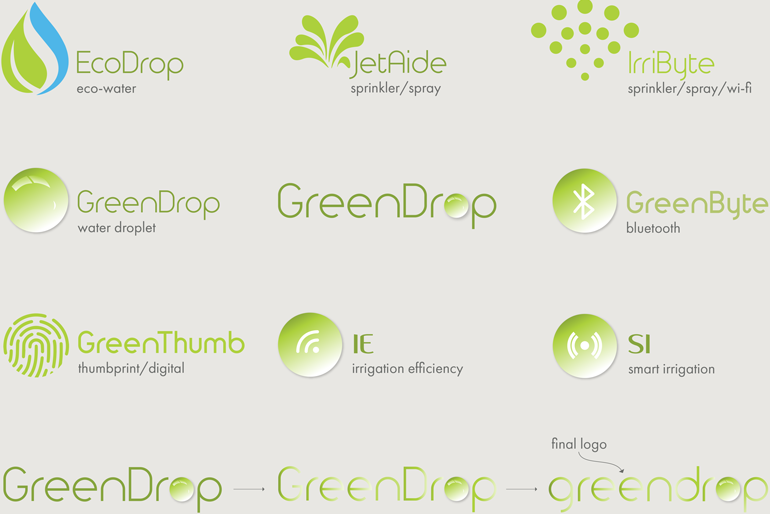 EcoDrop
eco-water
JetAide
sprinkler/spray
IrriByte
sprinkler/spray/wi-fi
GreenDrop
water droplet
GreenDrop
GreenByte
bluetooth
GreenThumb
thumbprint/digital
IE
irrigation efficiency
SI
smart irrigation
final logo
GreenDrop
GreenDrop
greendrop